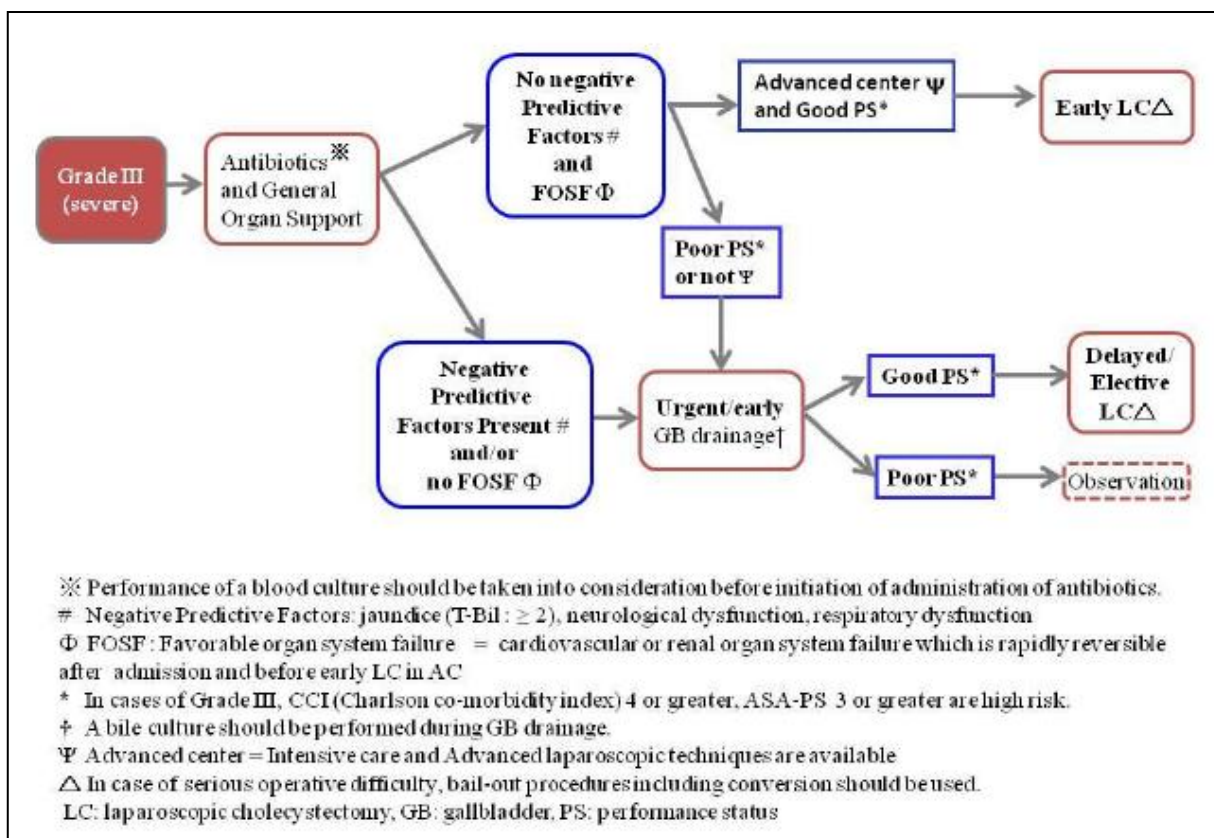 Grade III
(severe)
Antibiotics※
and General
Organ Support
No negative
Predictive
Factors #
and
FOSF Φ
Advanced center Ψ
and Good PS*
Early LC△
Poor PS*
or not Ψ
Negative
Predictive
Factors Present #
and/or
no FOSF Φ
Urgent/early
GB drainage†
Good PS*
Delayed/
Elective
LC△
Poor PS*
Observation
※ Performance of a blood culture should be taken into consideration before initiation of administration of antibiotics.
# Negative Predictive Factors: jaundice (T-Bil : ≥ 2), neurological dysfunction, respiratory dysfunction
Φ FOSF : Favorable organ system failure = cardiovascular or renal organ system failure which is rapidly reversible
after admission and before early LC in AC
* In cases of Grade III, CCI (Charlson co-morbidity index) 4 or greater, ASA-PS 3 or greater are high risk.
† A bile culture should be performed during GB drainage.
Ψ Advanced center = Intensive care and Advanced laparoscopic techniques are available
△ In case of serious operative difficulty, bail-out procedures including conversion should be used.
LC: laparoscopic cholecystectomy, GB: gallbladder, PS: performance status